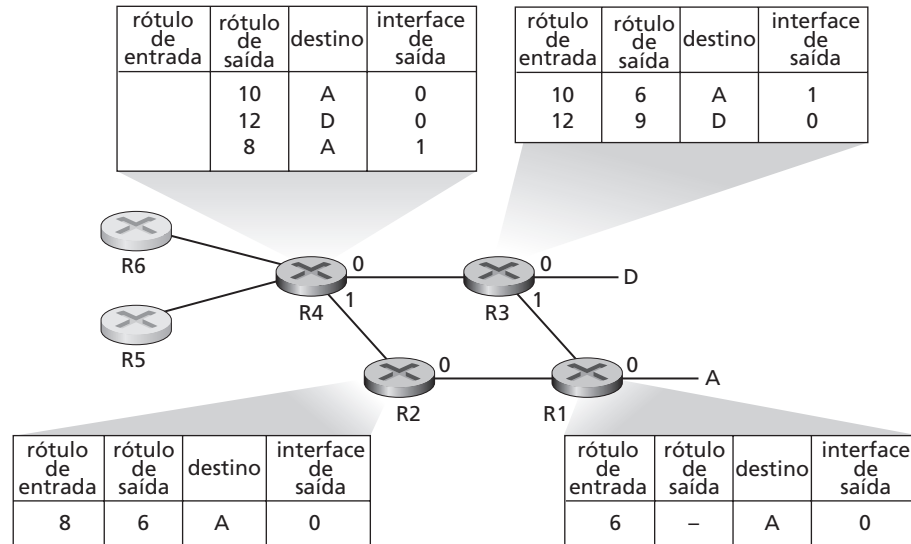 rótulo de entrada | rótulo de saída | destino | interface de saída
10 | A | 0
12 | D | 0
8 | A | 1
rótulo de entrada | rótulo de saída | destino | interface de saída
10 | 6 | A | 1
12 | 9 | D | 0
R6
R5
0
R4
1
0
D
R3
1
0
R2
0
A
R1
rótulo de entrada | rótulo de saída | destino | interface de saída
8 | 6 | A | 0
rótulo de entrada | rótulo de saída | destino | interface de saída
6 | – | A | 0